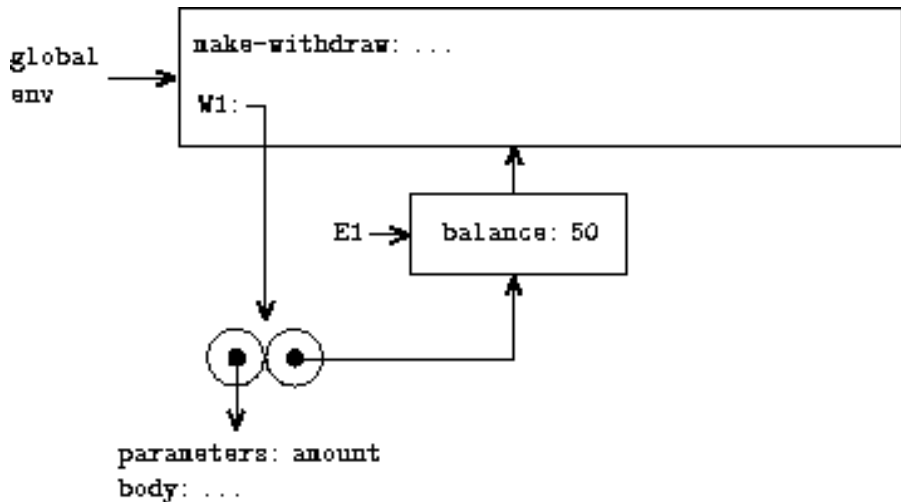 make-withdraw: ...
global
env
W1:
E1
balance: 50
parameters: amount
body: ...